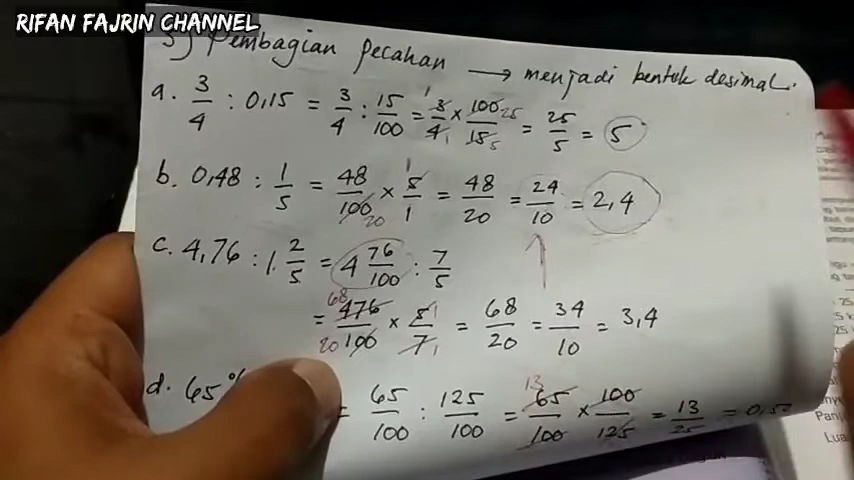 RIFAN FAJRIN CHANNEL
5) Pembagian pecahan → menjadi bentuk desimal.
a. 3/4 : 0,15 = 3/4 : 15/100 = 3/4 × 100/15 = 25/5 = 5
b. 0,48 : 1/5 = 48/100 × 5/1 = 48/20 = 24/10 = 2,4
c. 4,76 : 1 2/5 = 4 76/100 : 7/5
= 476/100 × 5/7 = 68/20 = 34/10 = 3,4
d. 65% = 65/100 : 125/100 = 65/100 × 100/125 = 13/25